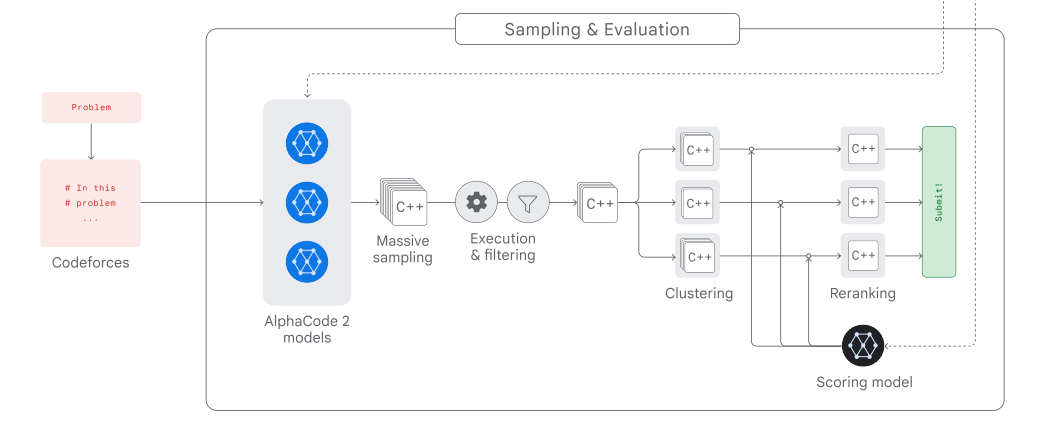 Sampling & Evaluation
Problem
# In this
# problem
...
Codeforces
AlphaCode 2
models
C++
Massive
sampling
Execution
& filtering
C++
C++
C++
C++
Clustering
C++
C++
C++
Reranking
Submit!
Scoring model